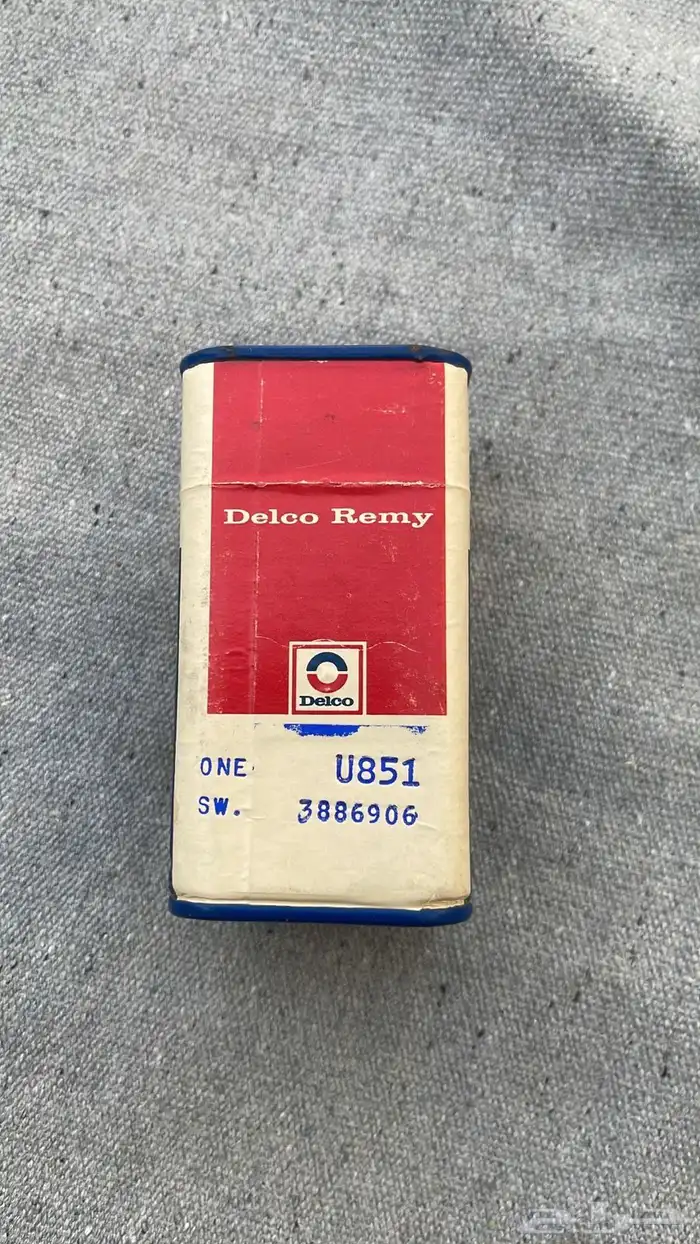 Delco Remy
Delco
ONE U851
SW. 3886906